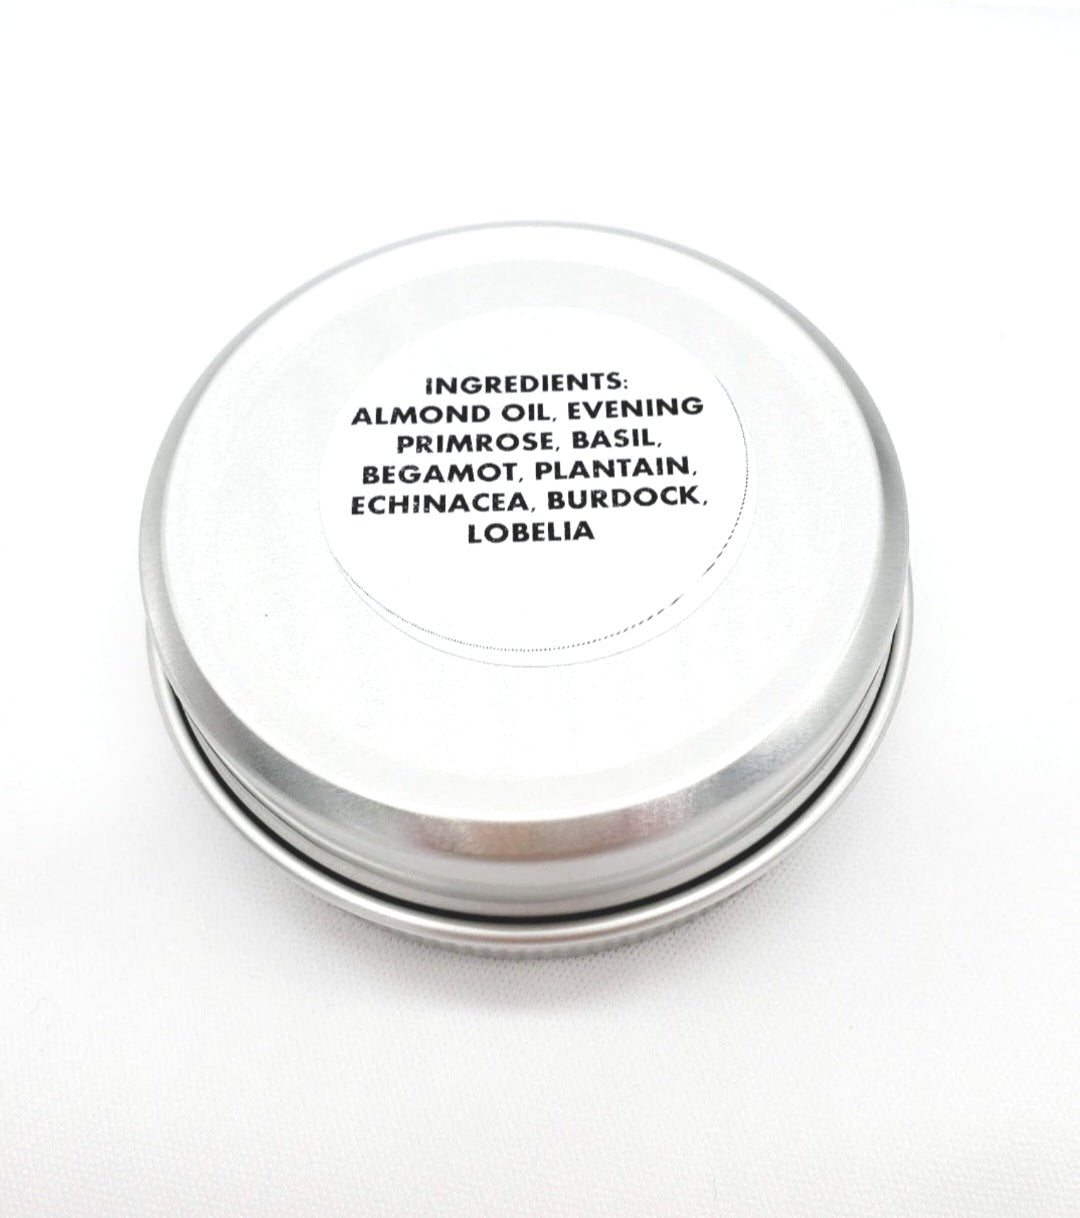 INGREDIENTS:
ALMOND OIL, EVENING
PRIMROSE, BASIL,
BEGAMOT, PLANTAIN,
ECHINACEA, BURDOCK,
LOBELIA